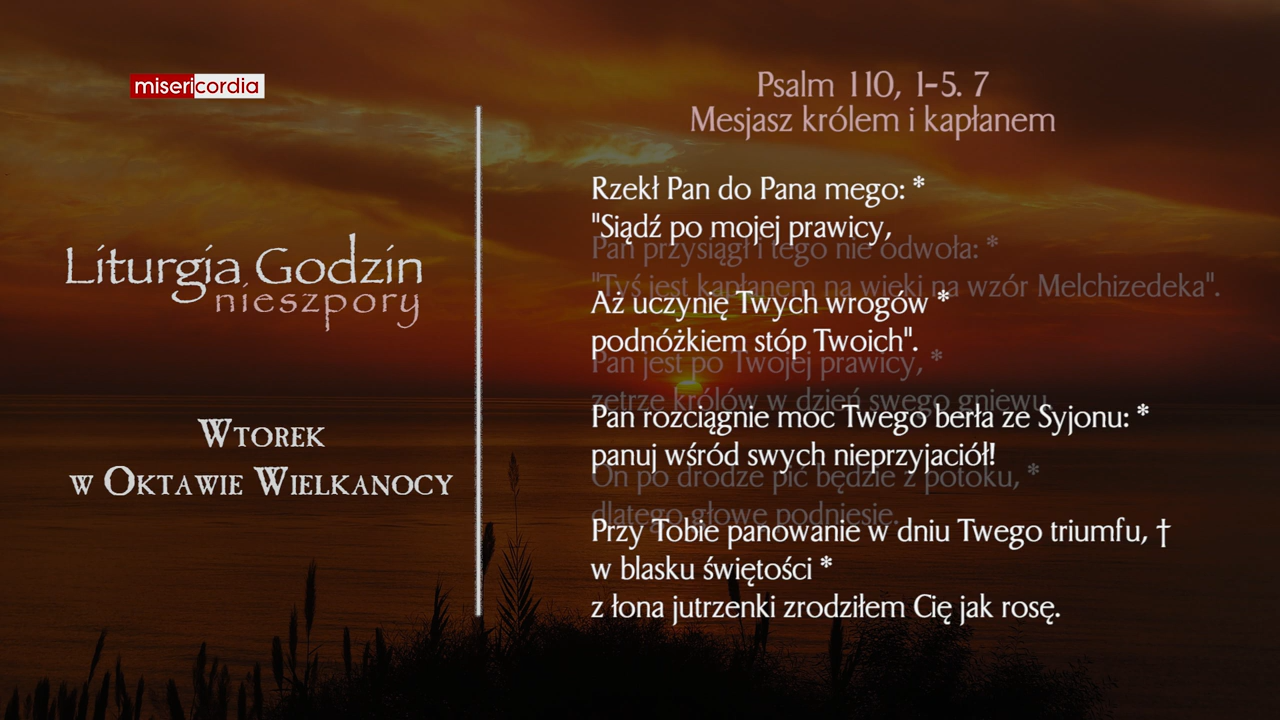 misericordia
Liturgia Godzin
nieszpory
Wtorek
w Oktawie Wielkanocy
Psalm 110, 1-5. 7
Mesjasz królem i kapłanem
Rzekł Pan do Pana mego: *
"Siądź po mojej prawicy,
Pan przysiągł i tego nie odwoła: *
"Tyś jest kapłanem na wieki na wzór Melchizedeka".
Aż uczynię Twych wrogów *
podnóżkiem stóp Twoich".
Pan jest po Twojej prawicy, *
zetrze królów w dzień swego gniewu.
Pan rozciągnie moc Twego berła ze Syjonu: *
panuj wśród swych nieprzyjaciół!
On po drodze pić będzie z potoku, *
dlatego głowę podniesie.
Przy Tobie panowanie w dniu Twego triumfu, †
w blasku świętości *
z łona jutrzenki zrodziłem Cię jak rosę.